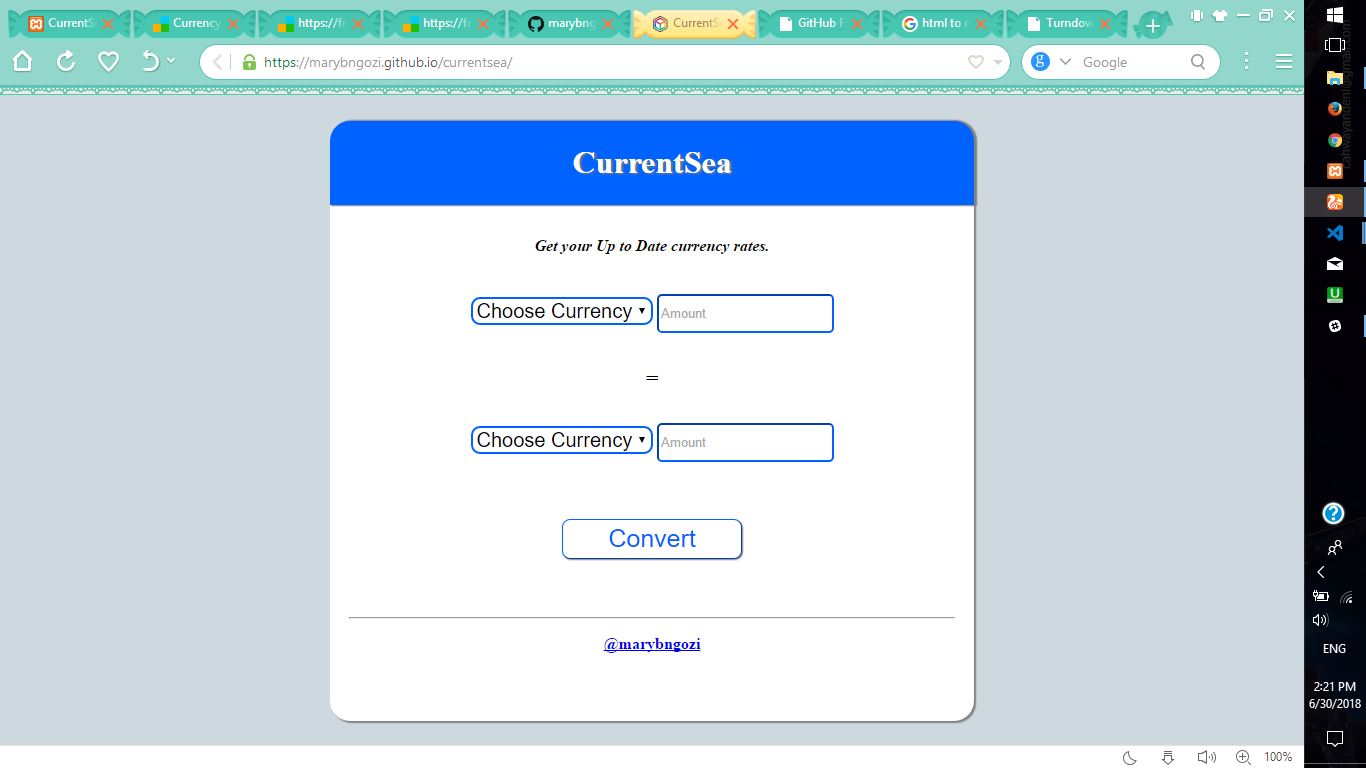 CurrentS
Currency
https://fr
https://fr
marybng
CurrentS
GitHub P
html to
Turndow
https://marybngozi.github.io/currentsea/
g
Google
CurrentSea
Get your Up to Date currency rates.
Choose Currency
Amount
=
Choose Currency
Amount
Convert
@marybngozi
ENG
2:21 PM
6/30/2018
100%